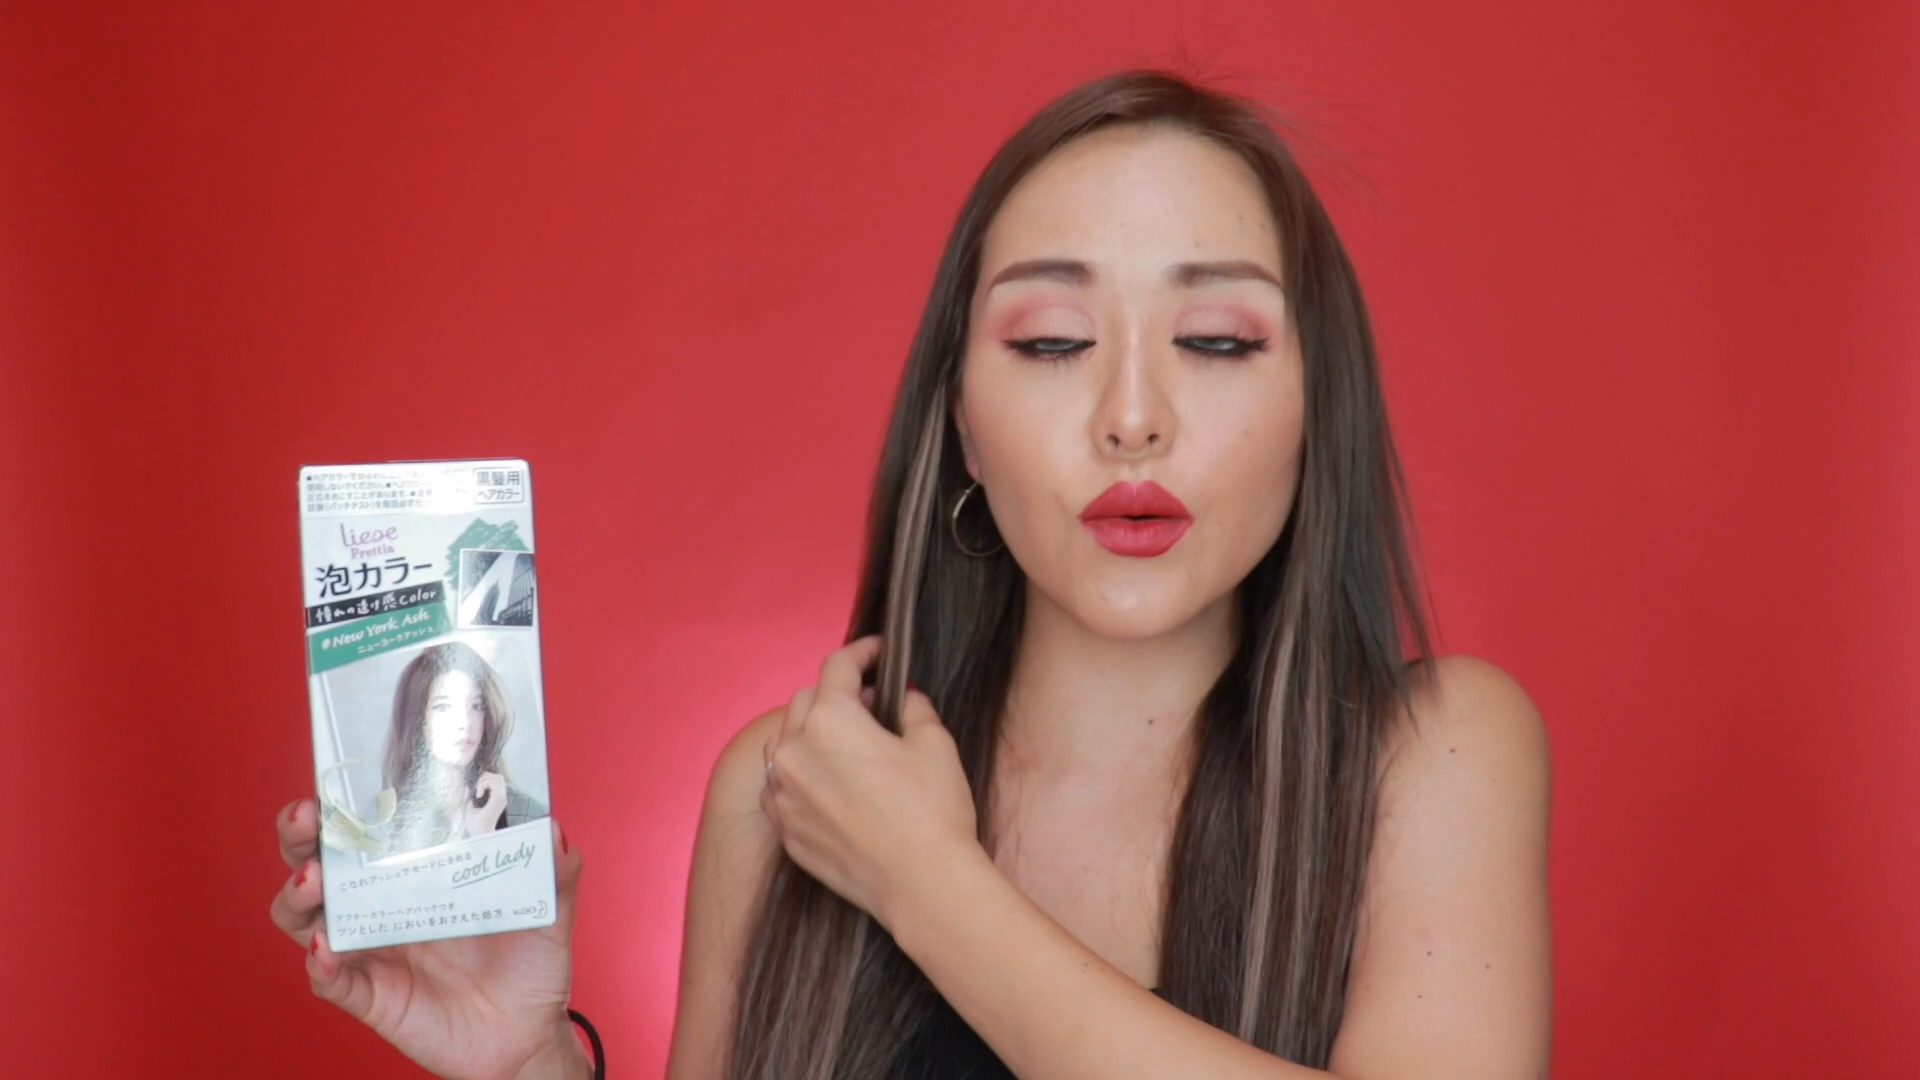 黒髪用
ヘアカラー
Liese
Prettia
泡カラー
憧れの透け感Color
#New York Ash
ニューヨークアッシュ
こなれアッシュでモードにきめる
cool lady
アフターカラーヘアパックつき
ツンとした においをおさえた処方
Kao